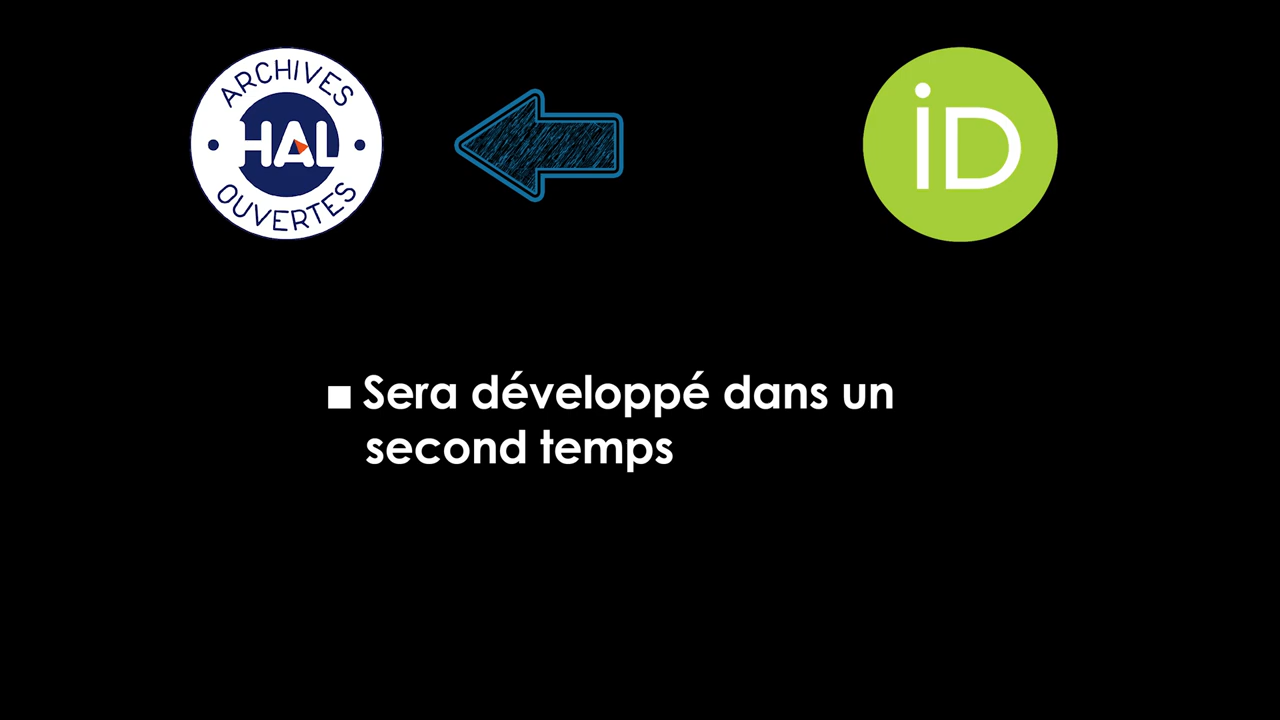 ARCHIVES
HAL
OUVERTES
iD
■ Sera développé dans un
second temps